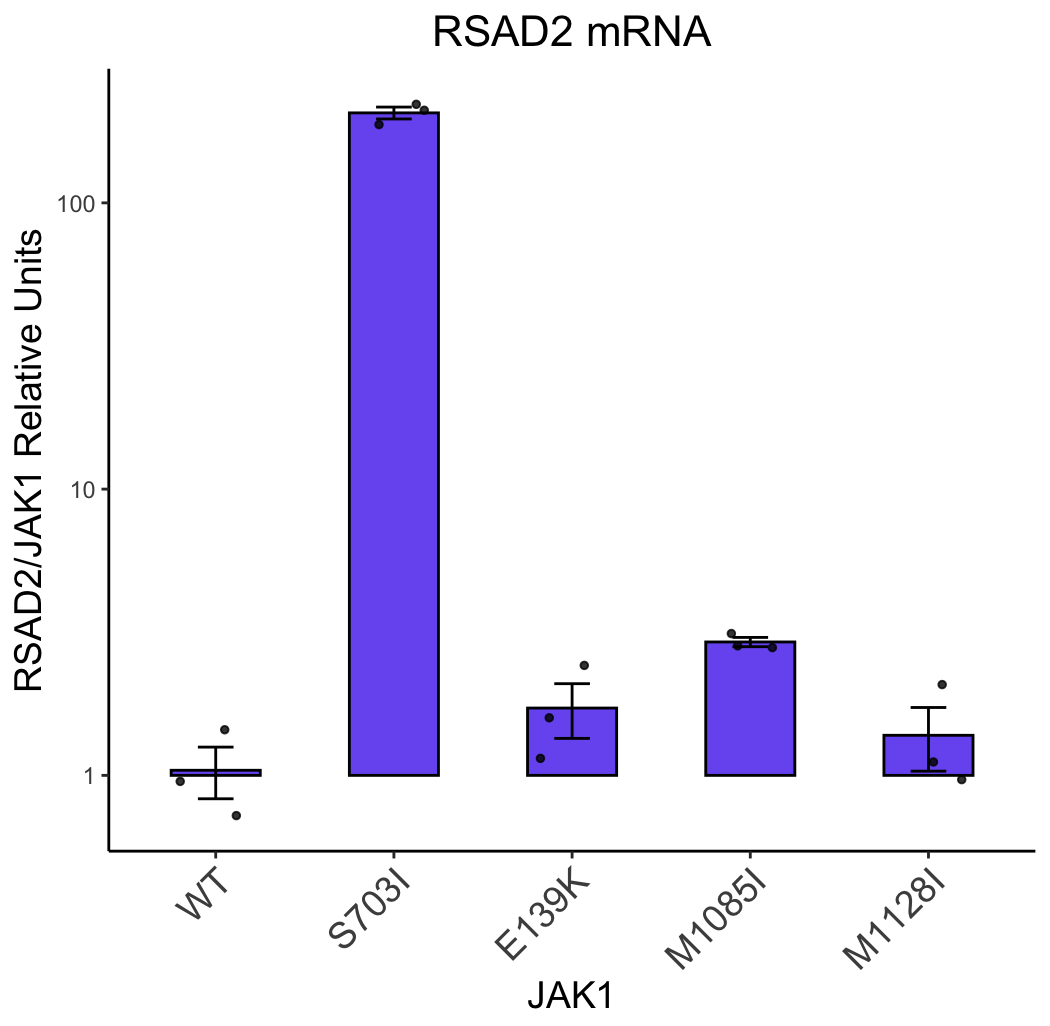 RSAD2 mRNA
RSAD2/JAK1 Relative Units
100
10
1
WT
S703I
E139K
M1085I
M1128I
JAK1